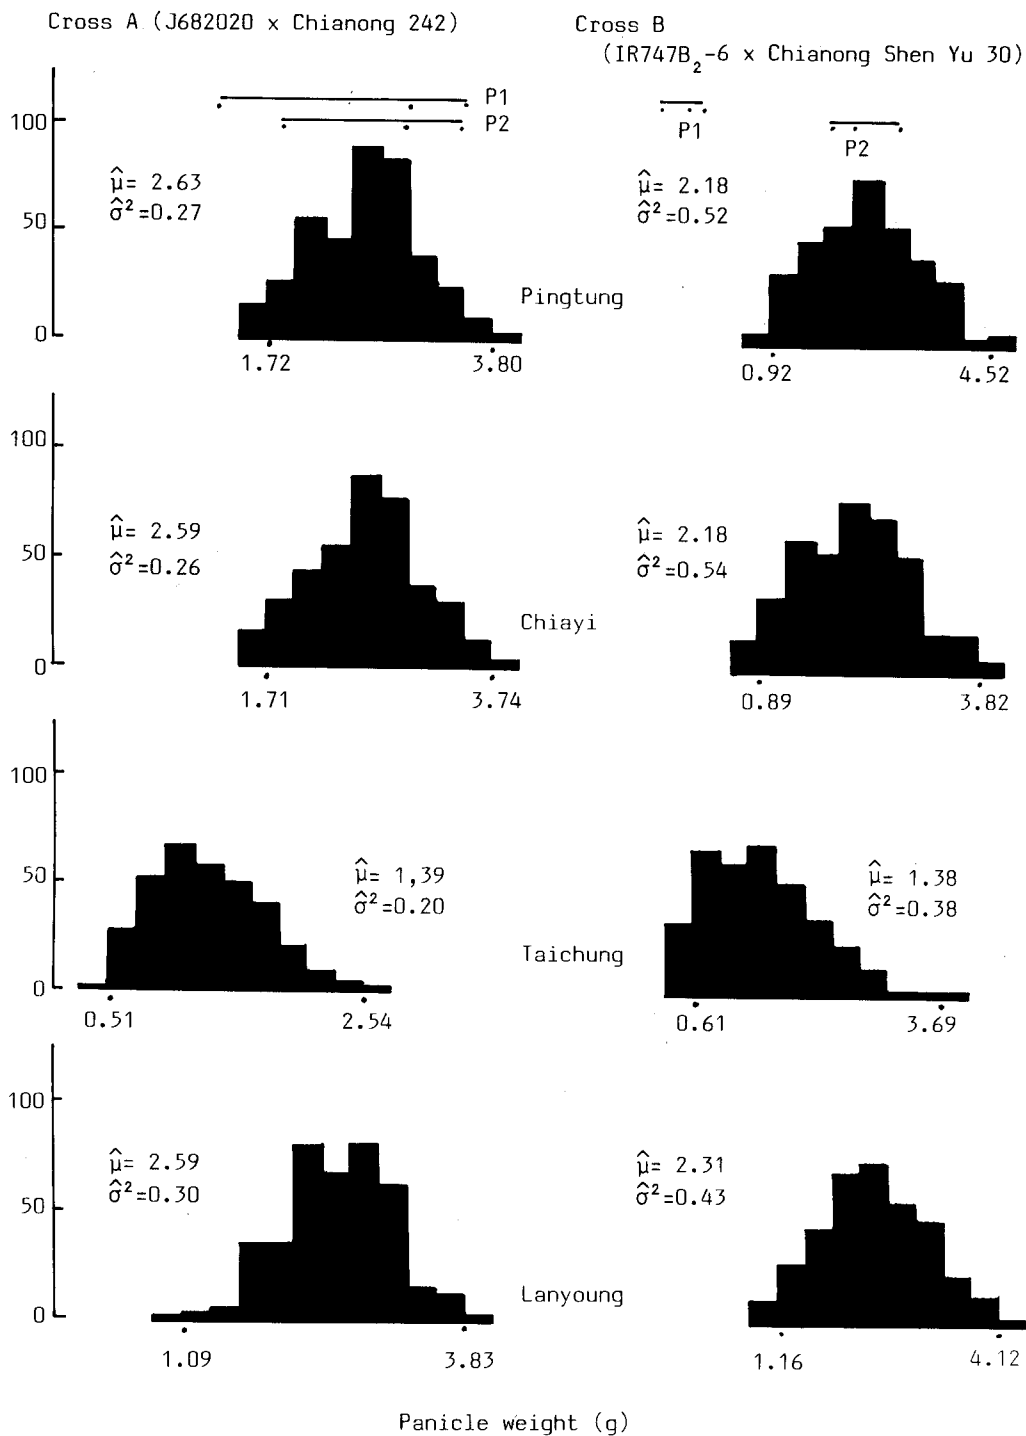 Cross A (J682020 x Chianong 242)
Cross B
(IR747B₂-6 x Chianong Shen Yu 30)
P1
P2
P1
P2
100
50
0
μ̂= 2.63
σ̂²=0.27
μ̂= 2.18
σ̂²=0.52
Pingtung
1.72
3.80
0.92
4.52
100
50
0
μ̂= 2.59
σ̂²=0.26
μ̂= 2.18
σ̂²=0.54
Chiayi
1.71
3.74
0.89
3.82
100
50
0
μ̂= 1,39
σ̂²=0.20
μ̂= 1.38
σ̂²=0.38
Taichung
0.51
2.54
0.61
3.69
100
50
0
μ̂= 2.59
σ̂²=0.30
μ̂= 2.31
σ̂²=0.43
Lanyoung
1.09
3.83
1.16
4.12
Panicle weight (g)